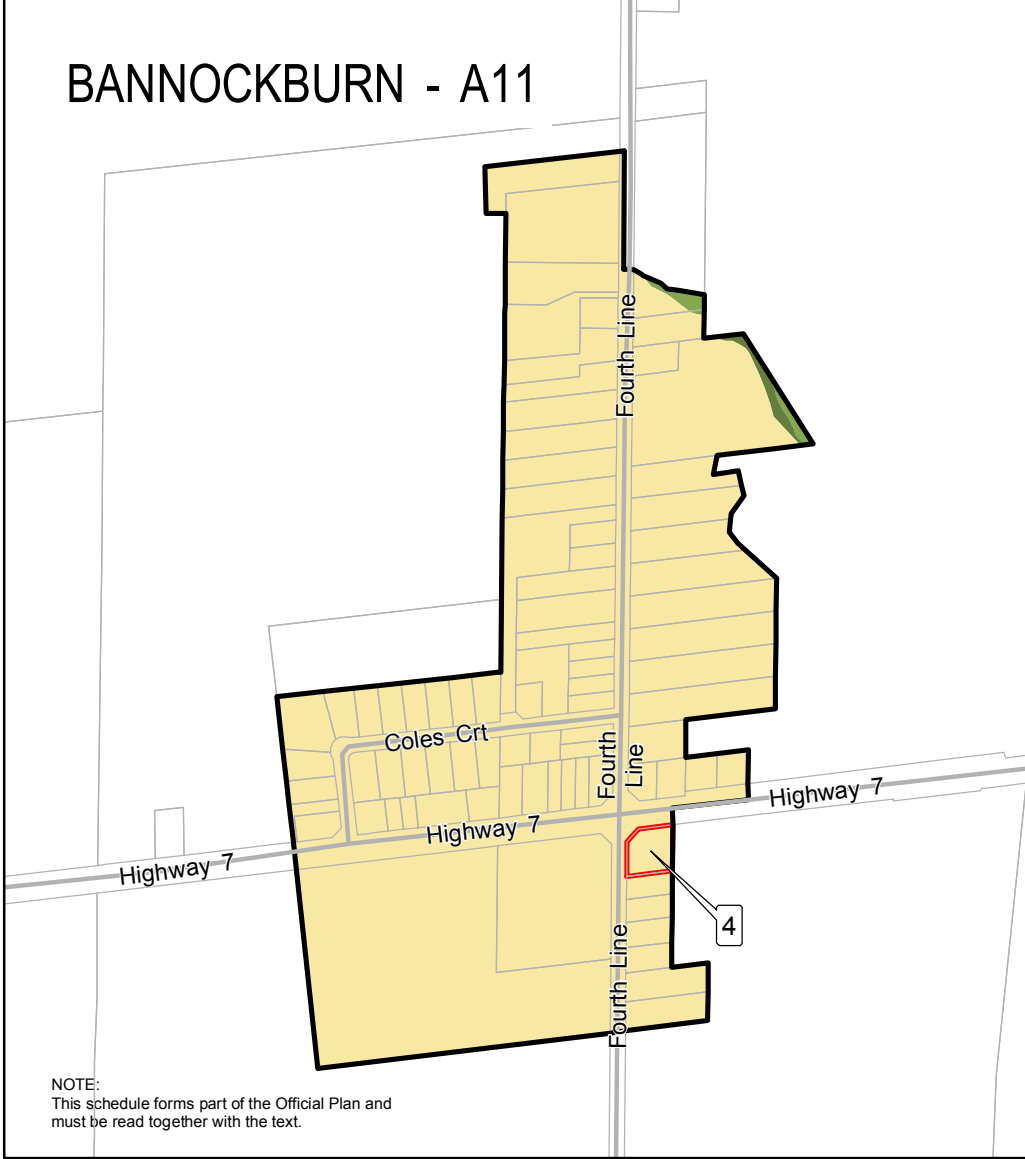 BANNOCKBURN - A11
Fourth Line
Coles Crt
Fourth
Line
Highway 7
Highway 7
Highway 7
4
Fourth Line
NOTE:
This schedule forms part of the Official Plan and
must be read together with the text.